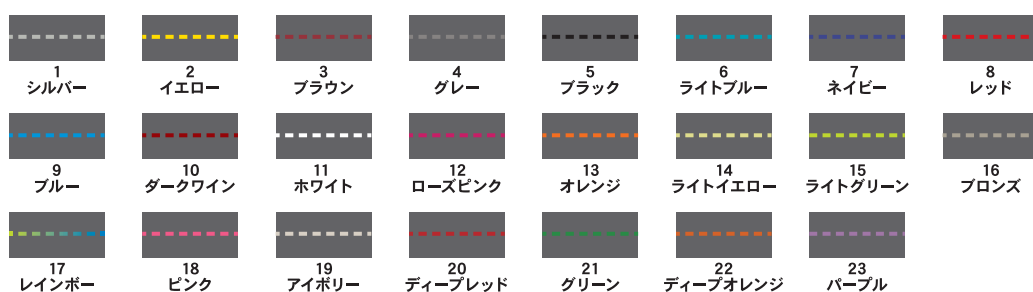 1 2 3 4 5 6 7 8
シルバー イエロー ブラウン グレー ブラック ライトブルー ネイビー レッド
9 10 11 12 13 14 15 16
ブルー ダークワイン ホワイト ローズピンク オレンジ ライトイエロー ライトグリーン ブロンズ
17 18 19 20 21 22 23
レインボー ピンク アイボリー ディープレッド グリーン ディープオレンジ パープル